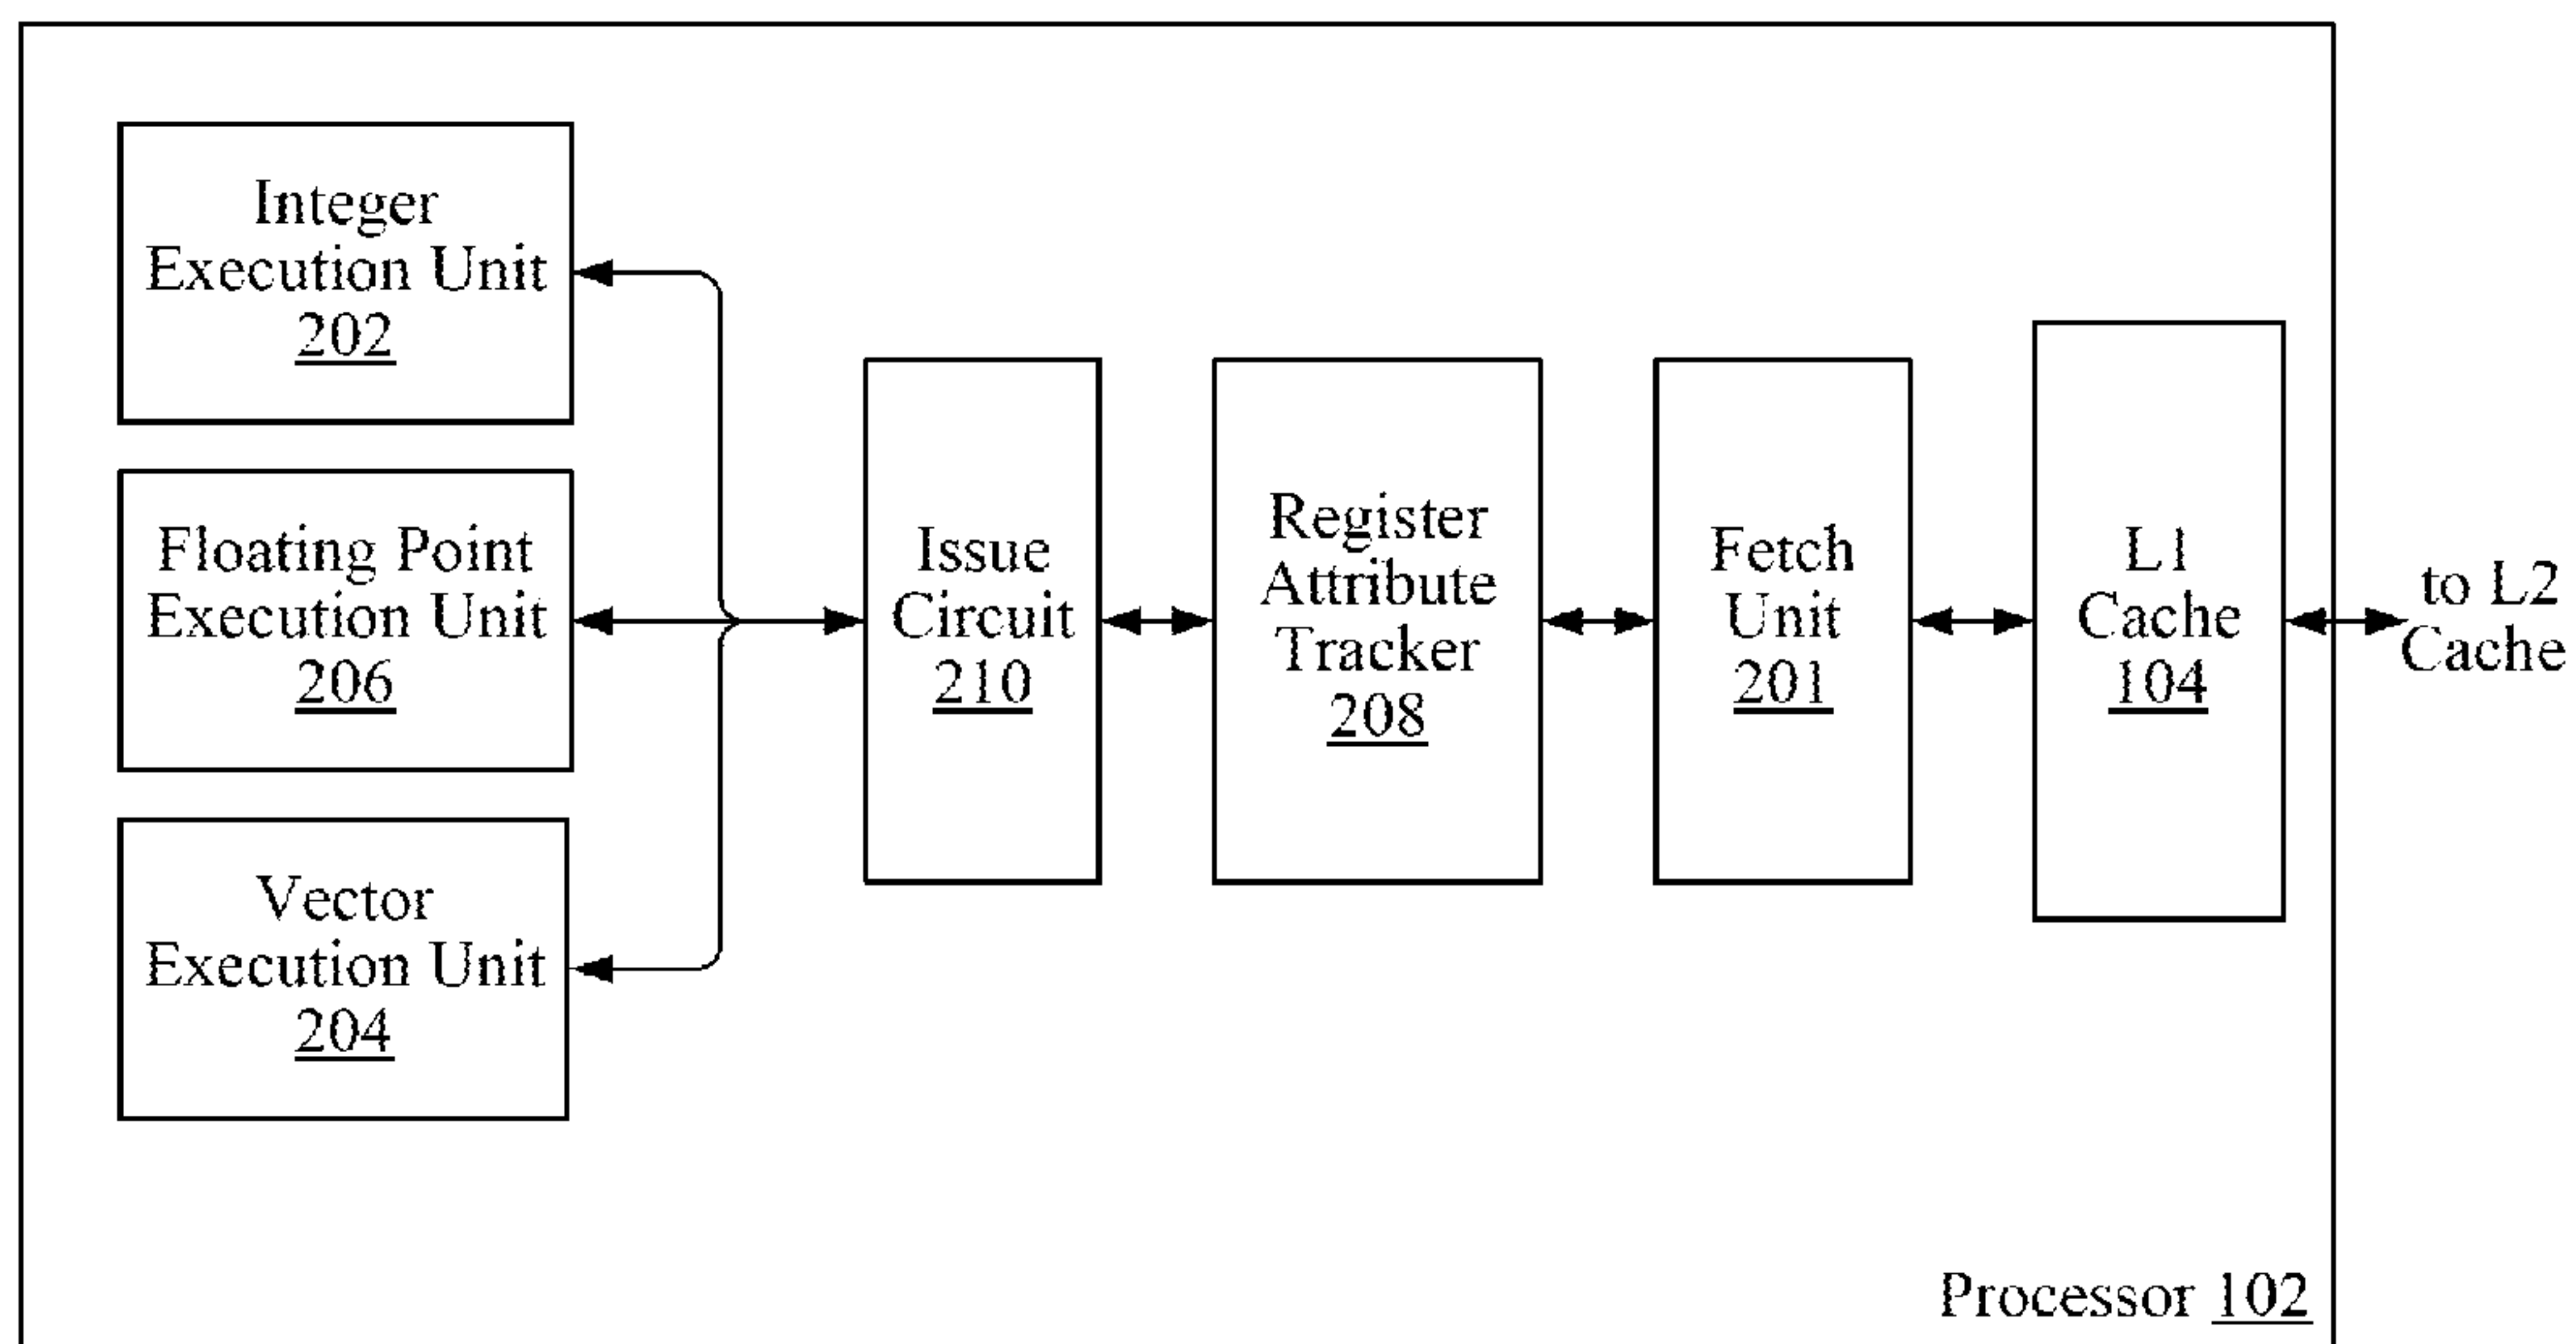 Integer
Execution Unit
202
Floating Point
Execution Unit
206
Vector
Execution Unit
204
Issue
Circuit
210
Register
Attribute
Tracker
208
Fetch
Unit
201
L1
Cache
104
to L2
Cache
Processor 102